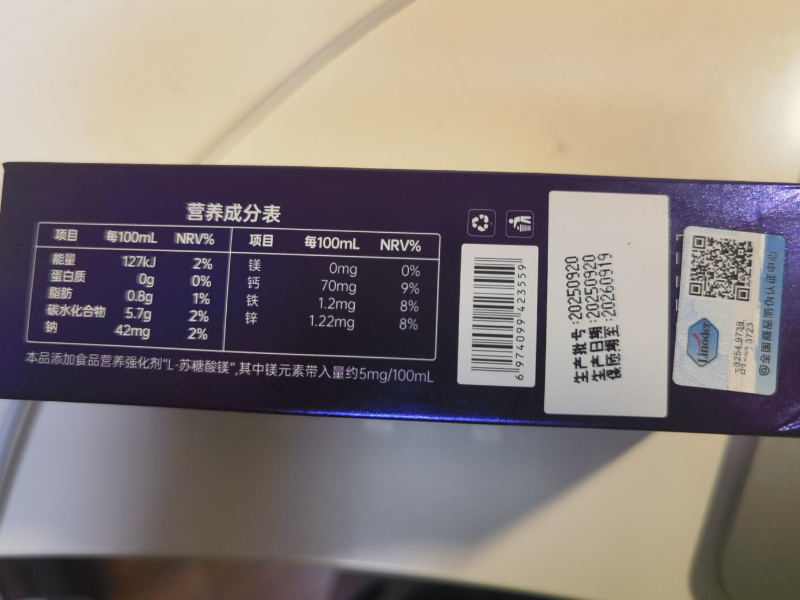 营养成分表
项目 每100mL NRV% 项目 每100mL NRV%
能量 127kJ 2% 镁 0mg 0%
蛋白质 0g 0% 钙 70mg 9%
脂肪 0.8g 1% 铁 1.2mg 8%
碳水化合物 5.7g 2% 锌 1.22mg 8%
钠 42mg 2%
本品添加食品营养强化剂"L-苏糖酸镁",其中镁元素带入量约5mg/100mL
6 974099 423559
生产批号:20250920
生产日期:20250920
保质期至:20260919
全国商品防伪认证中心